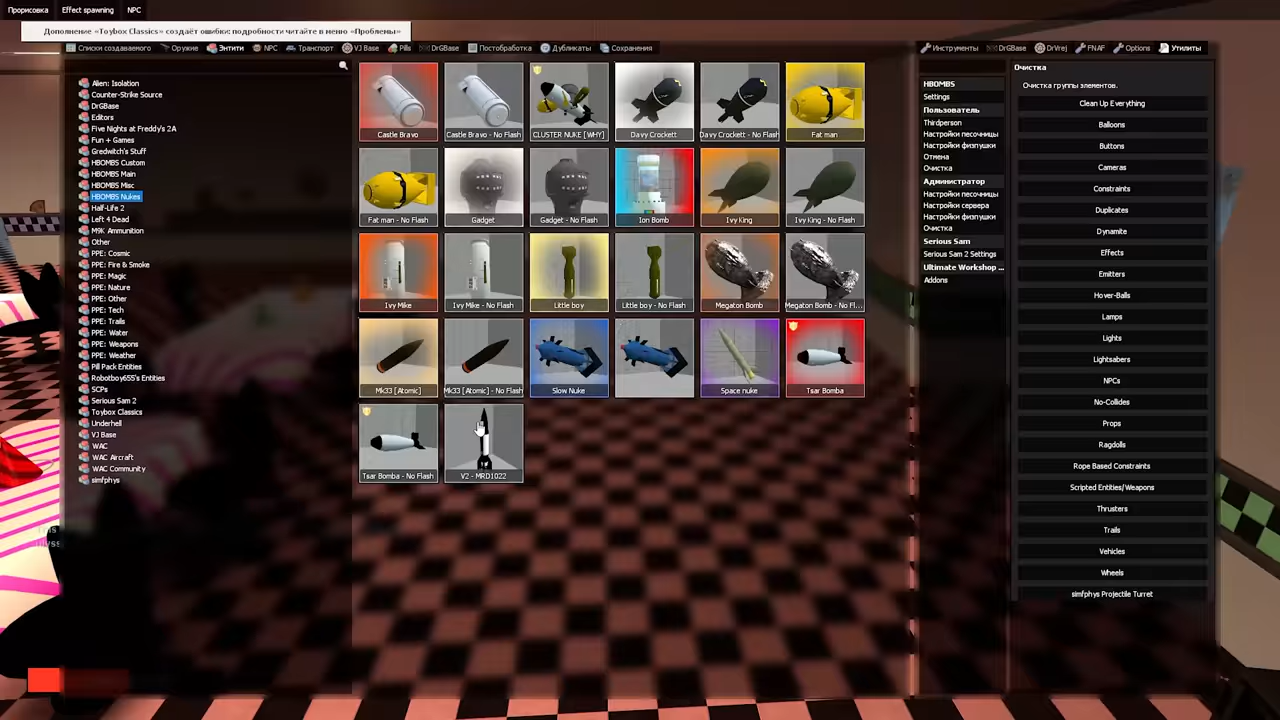 Прорисовка Effect spawning NPC
Дополнение «Toybox Classics» создаёт ошибки: подробности читайте в меню «Проблемы»
Списки создаваемого Оружие Энтити NPC Транспорт VJ Base Pills DrGBase Постобработка Дубликаты Сохранения
Инструменты DrGBase DrVrej FNAF Options Утилиты
Alien: Isolation
Counter-Strike Source
DrGBase
Editors
Five Nights at Freddy's 2A
Fun + Games
Gredwitch's Stuff
HBOMBS Custom
HBOMBS Main
HBOMBS Misc
HBOMBS Nukes
Half-Life 2
Left 4 Dead
M9K Ammunition
Other
PPE: Cosmic
PPE: Fire & Smoke
PPE: Magic
PPE: Nature
PPE: Other
PPE: Tech
PPE: Trails
PPE: Water
PPE: Weapons
PPE: Weather
Pill Pack Entities
Robotboy655's Entities
SCPs
Serious Sam 2
Toybox Classics
Underhell
VJ Base
WAC
WAC Aircraft
WAC Community
simfphys
Castle Bravo
Castle Bravo - No Flash
CLUSTER NUKE [WHY]
Davy Crockett
Davy Crockett - No Flash
Fat man
Fat man - No Flash
Gadget
Gadget - No Flash
Ion Bomb
Ivy King
Ivy King - No Flash
Ivy Mike
Ivy Mike - No Flash
Little boy
Little boy - No Flash
Megaton Bomb
Megaton Bomb - No Fl...
Mk33 [Atomic]
Mk33 [Atomic] - No Flash
Slow Nuke
Space nuke
Tsar Bomba
Tsar Bomba - No Flash
V2 - MRD1022
HBOMBS
Settings
Пользователь
Thirdperson
Настройки песочницы
Настройки физпушки
Отмена
Очистка
Администратор
Настройки песочницы
Настройки сервера
Настройки физпушки
Очистка
Serious Sam
Serious Sam 2 Settings
Ultimate Workshop ...
Addons
Очистка
Очистка группы элементов.
Clean Up Everything
Balloons
Buttons
Cameras
Constraints
Duplicates
Dynamite
Effects
Emitters
Hover-Balls
Lamps
Lights
Lightsabers
NPCs
No-Collides
Props
Ragdolls
Rope Based Constraints
Scripted Entities/Weapons
Thrusters
Trails
Vehicles
Wheels
simfphys Projectile Turret